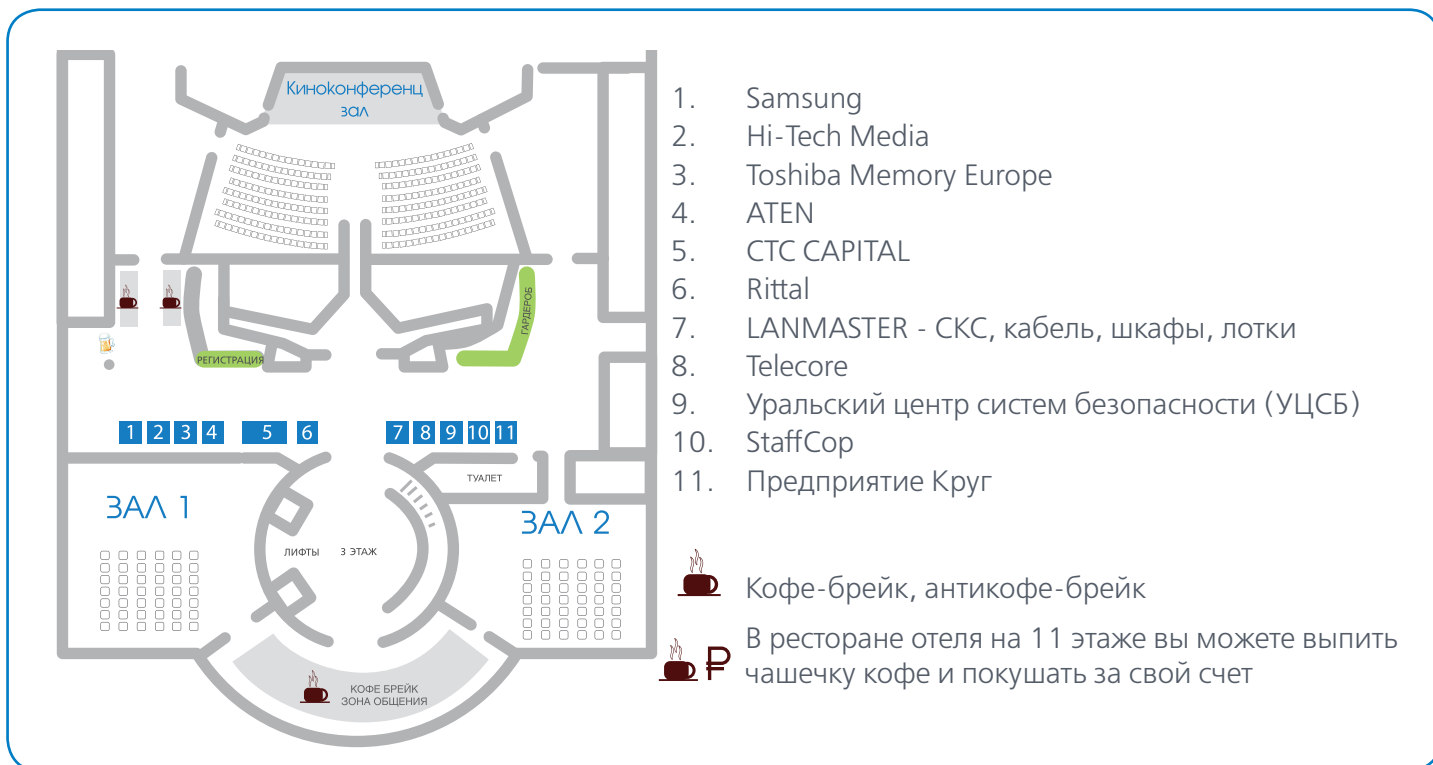 Киноконференц
зал
ГАРДЕРОБ
РЕГИСТРАЦИЯ
1 2 3 4 5 6 7 8 9 10 11
ТУАЛЕТ
ЗАЛ 1
ЗАЛ 2
ЛИФТЫ 3 ЭТАЖ
КОФЕ БРЕЙК
ЗОНА ОБЩЕНИЯ
1. Samsung
2. Hi-Tech Media
3. Toshiba Memory Europe
4. ATEN
5. CTC CAPITAL
6. Rittal
7. LANMASTER - СКС, кабель, шкафы, лотки
8. Telecore
9. Уральский центр систем безопасности (УЦСБ)
10. StaffCop
11. Предприятие Круг
Кофе-брейк, антикофе-брейк
₽ В ресторане отеля на 11 этаже вы можете выпить
чашечку кофе и покушать за свой счет